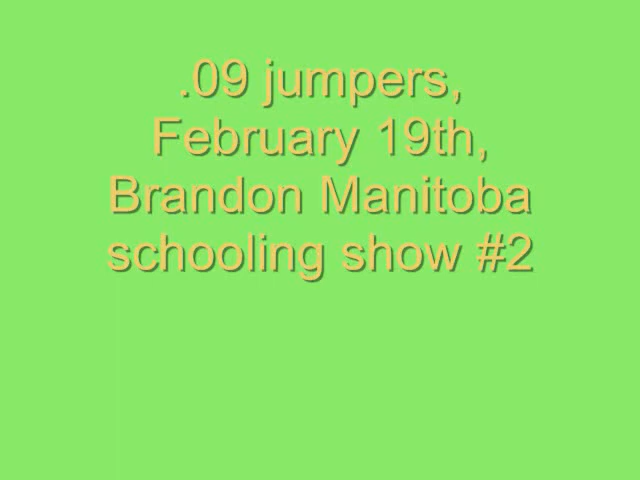 .09 jumpers,
February 19th,
Brandon Manitoba
schooling show #2